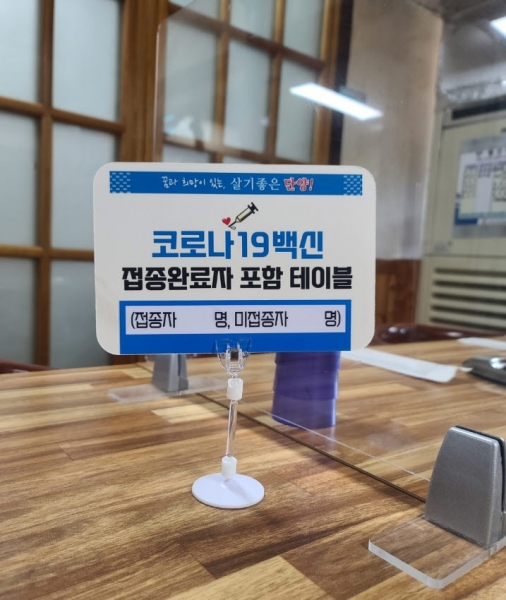 꿈과 희망이 있는, 살기좋은 단양!
코로나19백신
접종완료자 포함 테이블
(접종자 명, 미접종자 명)